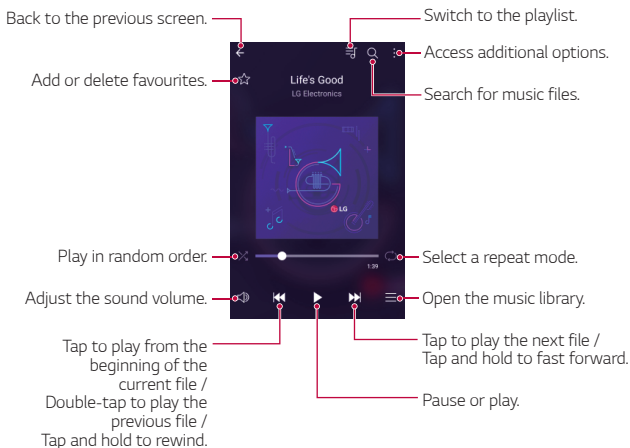 Back to the previous screen.
Switch to the playlist.
Access additional options.
Add or delete favourites.
Life's Good
LG Electronics
Search for music files.
LG
Play in random order.
Select a repeat mode.
1:39
Adjust the sound volume.
Open the music library.
Tap to play from the
beginning of the
current file /
Double-tap to play the
previous file /
Tap and hold to rewind.
Tap to play the next file /
Tap and hold to fast forward.
Pause or play.